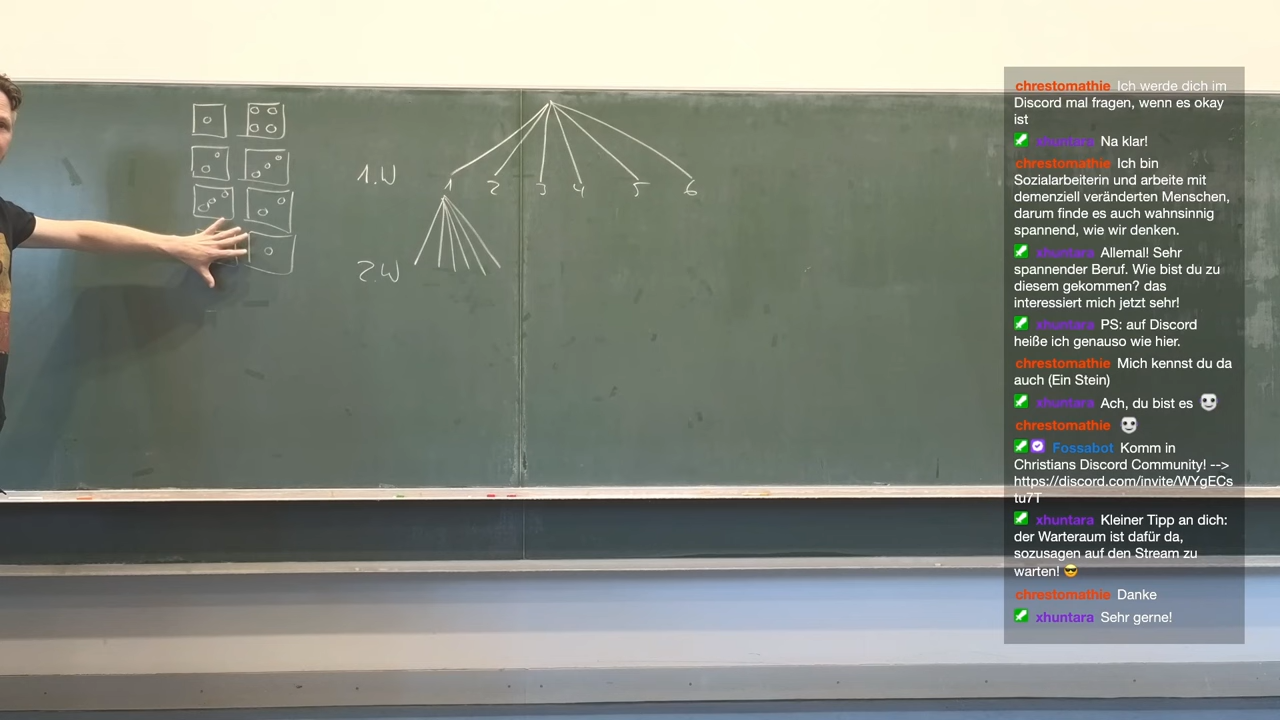 1.W
1 2 3 4 5 6
2.W
chrestomathie Ich werde dich im
Discord mal fragen, wenn es okay
ist
xhuntara Na klar!
chrestomathie Ich bin
Sozialarbeiterin und arbeite mit
demenziell veränderten Menschen,
darum finde es auch wahnsinnig
spannend, wie wir denken.
xhuntara Allemal! Sehr
spannender Beruf. Wie bist du zu
diesem gekommen? das
interessiert mich jetzt sehr!
xhuntara PS: auf Discord
heiße ich genauso wie hier.
chrestomathie Mich kennst du da
auch (Ein Stein)
xhuntara Ach, du bist es
chrestomathie
Fossabot Komm in
Christians Discord Community! -->
https://discord.com/invite/WYgECs
tu7T
xhuntara Kleiner Tipp an dich:
der Warteraum ist dafür da,
sozusagen auf den Stream zu
warten! 😎
chrestomathie Danke
xhuntara Sehr gerne!